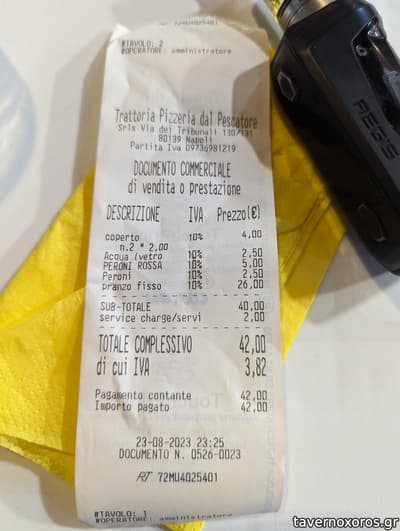 72MU4025401
#TAVOLO: 2
#OPERATORE: amministratore
Trattoria Pizzeria dal Pescatore
Srls Via dei Tribunali 130/131
80139 Napoli
Partita Iva 09736981219
DOCUMENTO COMMERCIALE
di vendita o prestazione
DESCRIZIONE IVA Prezzo(€)
coperto 10% 4,00
n.2 * 2,00
Acqua (vetro 10% 2,50
PERONI ROSSA 10% 5,00
Peroni 10% 2,50
pranzo fisso 10% 26,00
SUB-TOTALE 40,00
service charge/servi 2,00
TOTALE COMPLESSIVO 42,00
di cui IVA 3,82
Pagamento contante 42,00
Importo pagato 42,00
23-08-2023 23:25
DOCUMENTO N. 0526-0023
RT 72MU4025401
#TAVOLO: 1
#OPERATORE: amministratore
AEGIS
tavernoxoros.gr